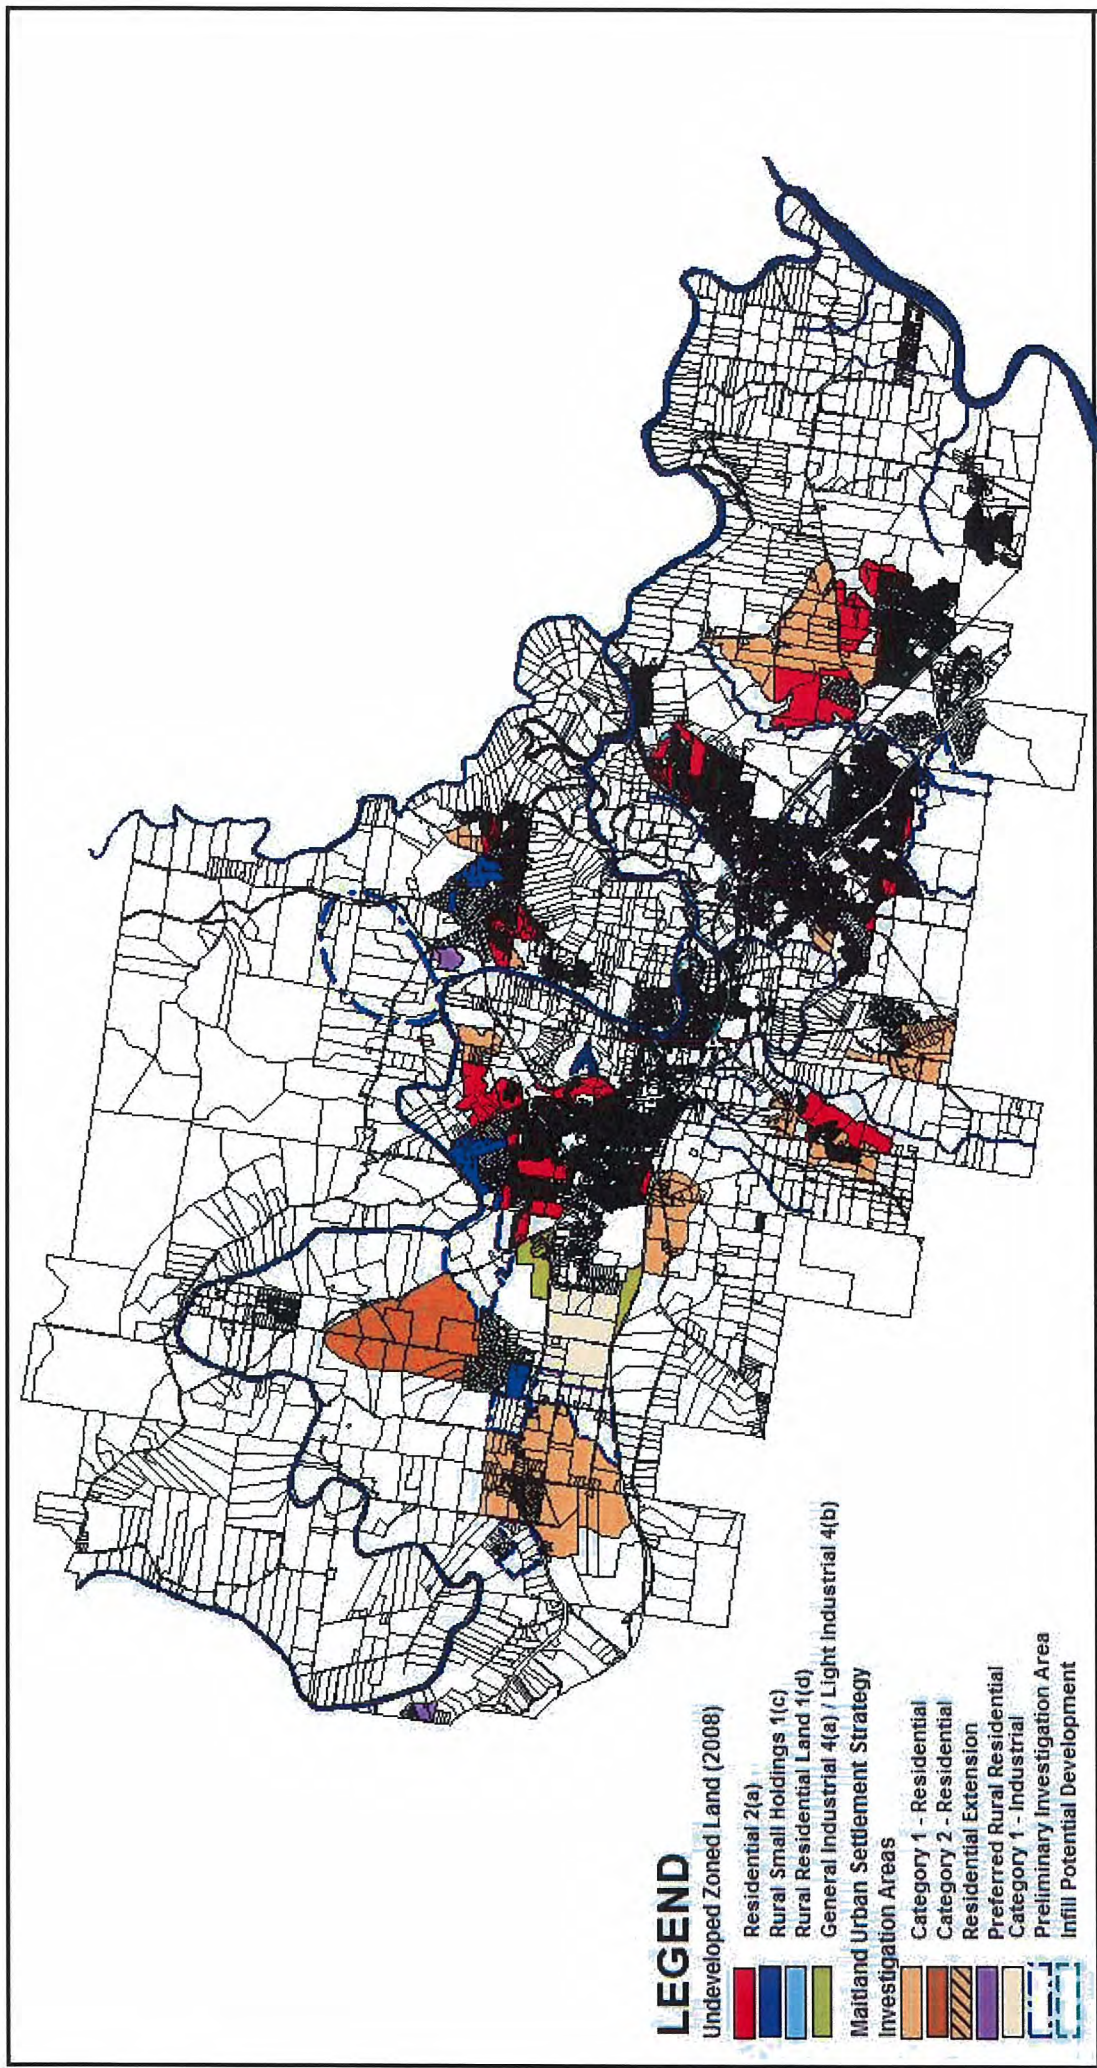 LEGEND
Undeveloped Zoned Land (2008)
Residential 2(a)
Rural Small Holdings 1(c)
Rural Residential Land 1(d)
General Industrial 4(a) / Light Industrial 4(b)
Maitland Urban Settlement Strategy
Investigation Areas
Category 1 - Residential
Category 2 - Residential
Residential Extension
Preferred Rural Residential
Category 1 - Industrial
Preliminary Investigation Area
Infill Potential Development